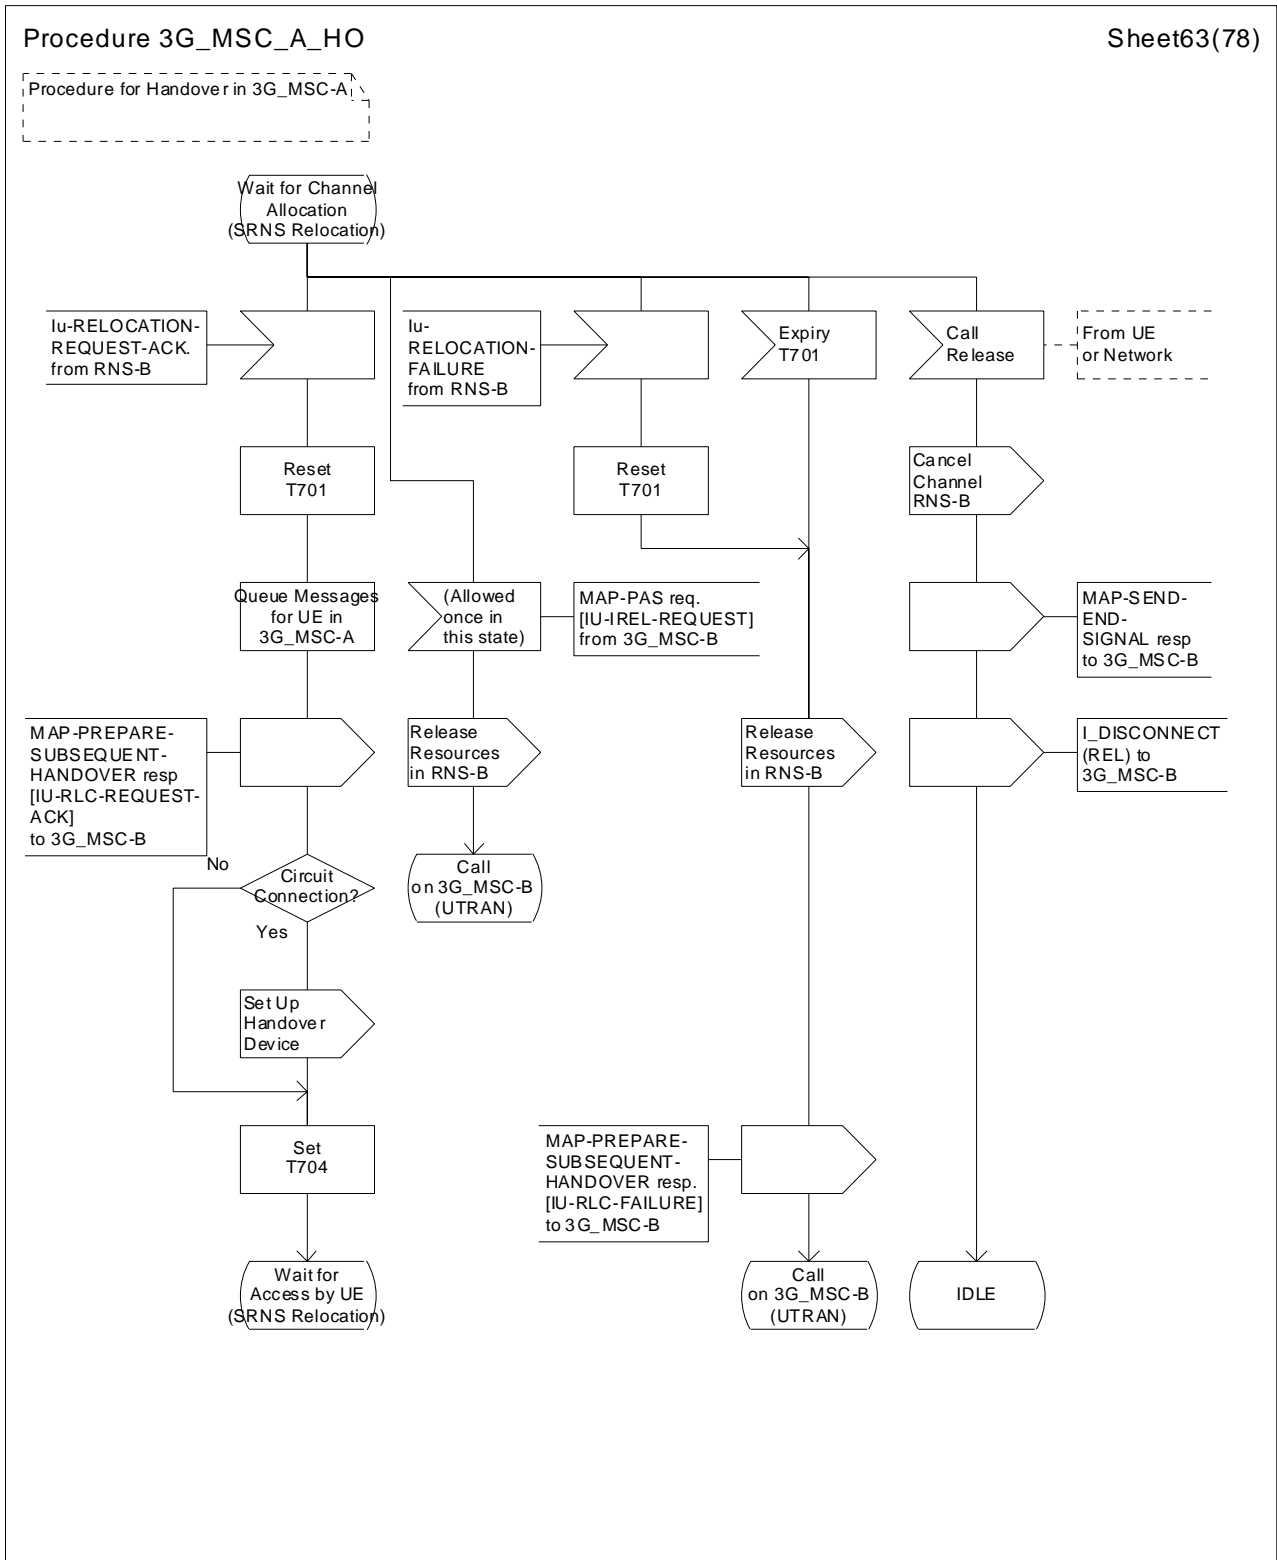 Procedure 3G_MSC_A_HO
Sheet63(78)
Procedure for Handover in 3G_MSC-A
Wait for Channel
Allocation
(SRNS Relocation)
Iu-RELOCATION-
REQUEST-ACK.
from RNS-B
Iu-
RELOCATION-
FAILURE
from RNS-B
Expiry
T701
Call
Release
From UE
or Network
Reset
T701
Reset
T701
Cancel
Channel
RNS-B
Queue Messages
for UE in
3G_MSC-A
(Allowed
once in
this state)
MAP-PAS req.
[IU-IREL-REQUEST]
from 3G_MSC-B
MAP-SEND-
END-
SIGNAL resp
to 3G_MSC-B
MAP-PREPARE-
SUBSEQUENT-
HANDOVER resp
[IU-RLC-REQUEST-
ACK]
to 3G_MSC-B
Release
Resources
in RNS-B
Release
Resources
in RNS-B
I_DISCONNECT
(REL) to
3G_MSC-B
No
Circuit
Connection?
Yes
Call
on 3G_MSC-B
(UTRAN)
Set Up
Handover
Device
Set
T704
MAP-PREPARE-
SUBSEQUENT-
HANDOVER resp.
[IU-RLC-FAILURE]
to 3G_MSC-B
Wait for
Access by UE
(SRNS Relocation)
Call
on 3G_MSC-B
(UTRAN)
IDLE